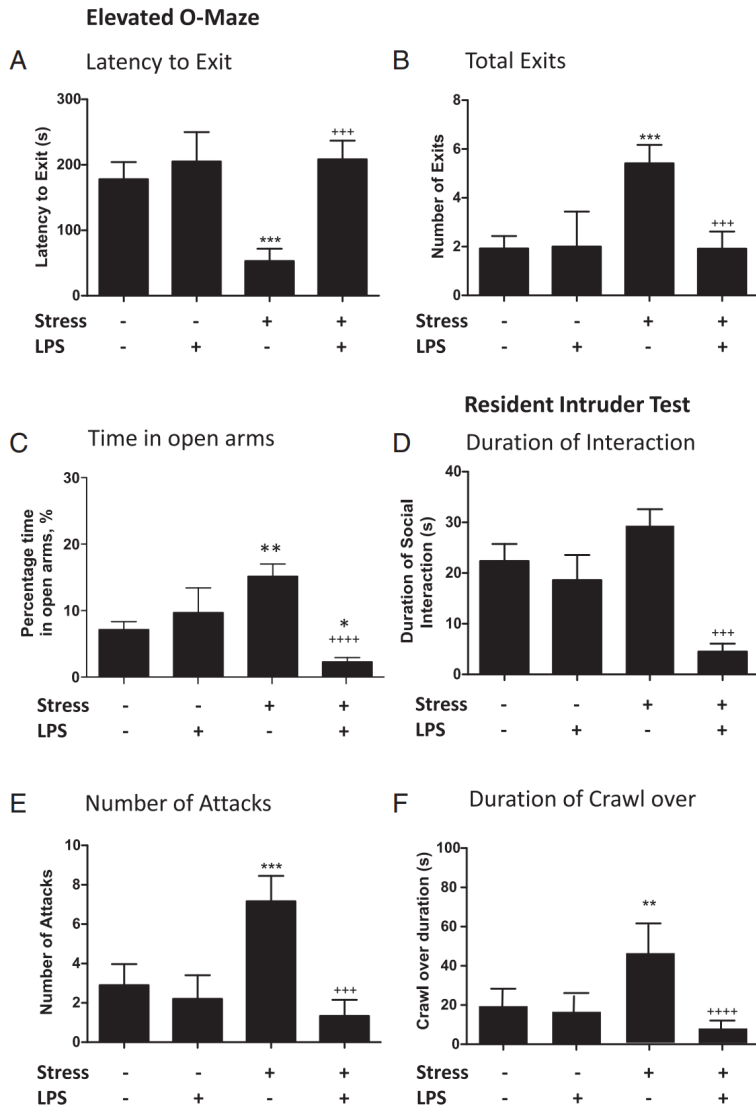 Elevated O-Maze
A Latency to Exit
Latency to Exit (s)
300
200
100
0
***
+++
Stress - - + +
LPS - + - +
B Total Exits
Number of Exits
8
6
4
2
0
***
+++
Stress - - + +
LPS - + - +
C Time in open arms
Percentage time
in open arms, %
30
20
10
0
**
*
++++
Stress - - + +
LPS - + - +
Resident Intruder Test
D Duration of Interaction
Duration of Social
Interaction (s)
40
30
20
10
0
+++
Stress - - + +
LPS - + - +
E Number of Attacks
Number of Attacks
10
8
6
4
2
0
***
+++
Stress - - + +
LPS - + - +
F Duration of Crawl over
Crawl over duration (s)
100
80
60
40
20
0
**
++++
Stress - - + +
LPS - + - +